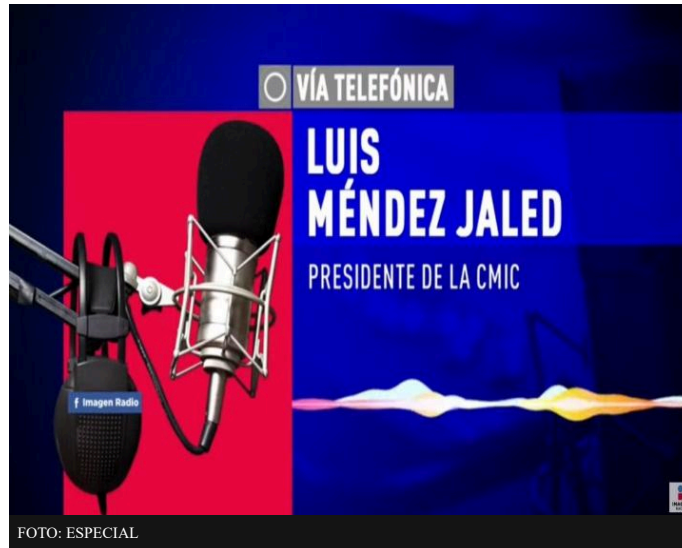 VÍA TELEFÓNICA
LUIS
MÉNDEZ JALED
PRESIDENTE DE LA CMIC
f Imagen Radio
FOTO: ESPECIAL